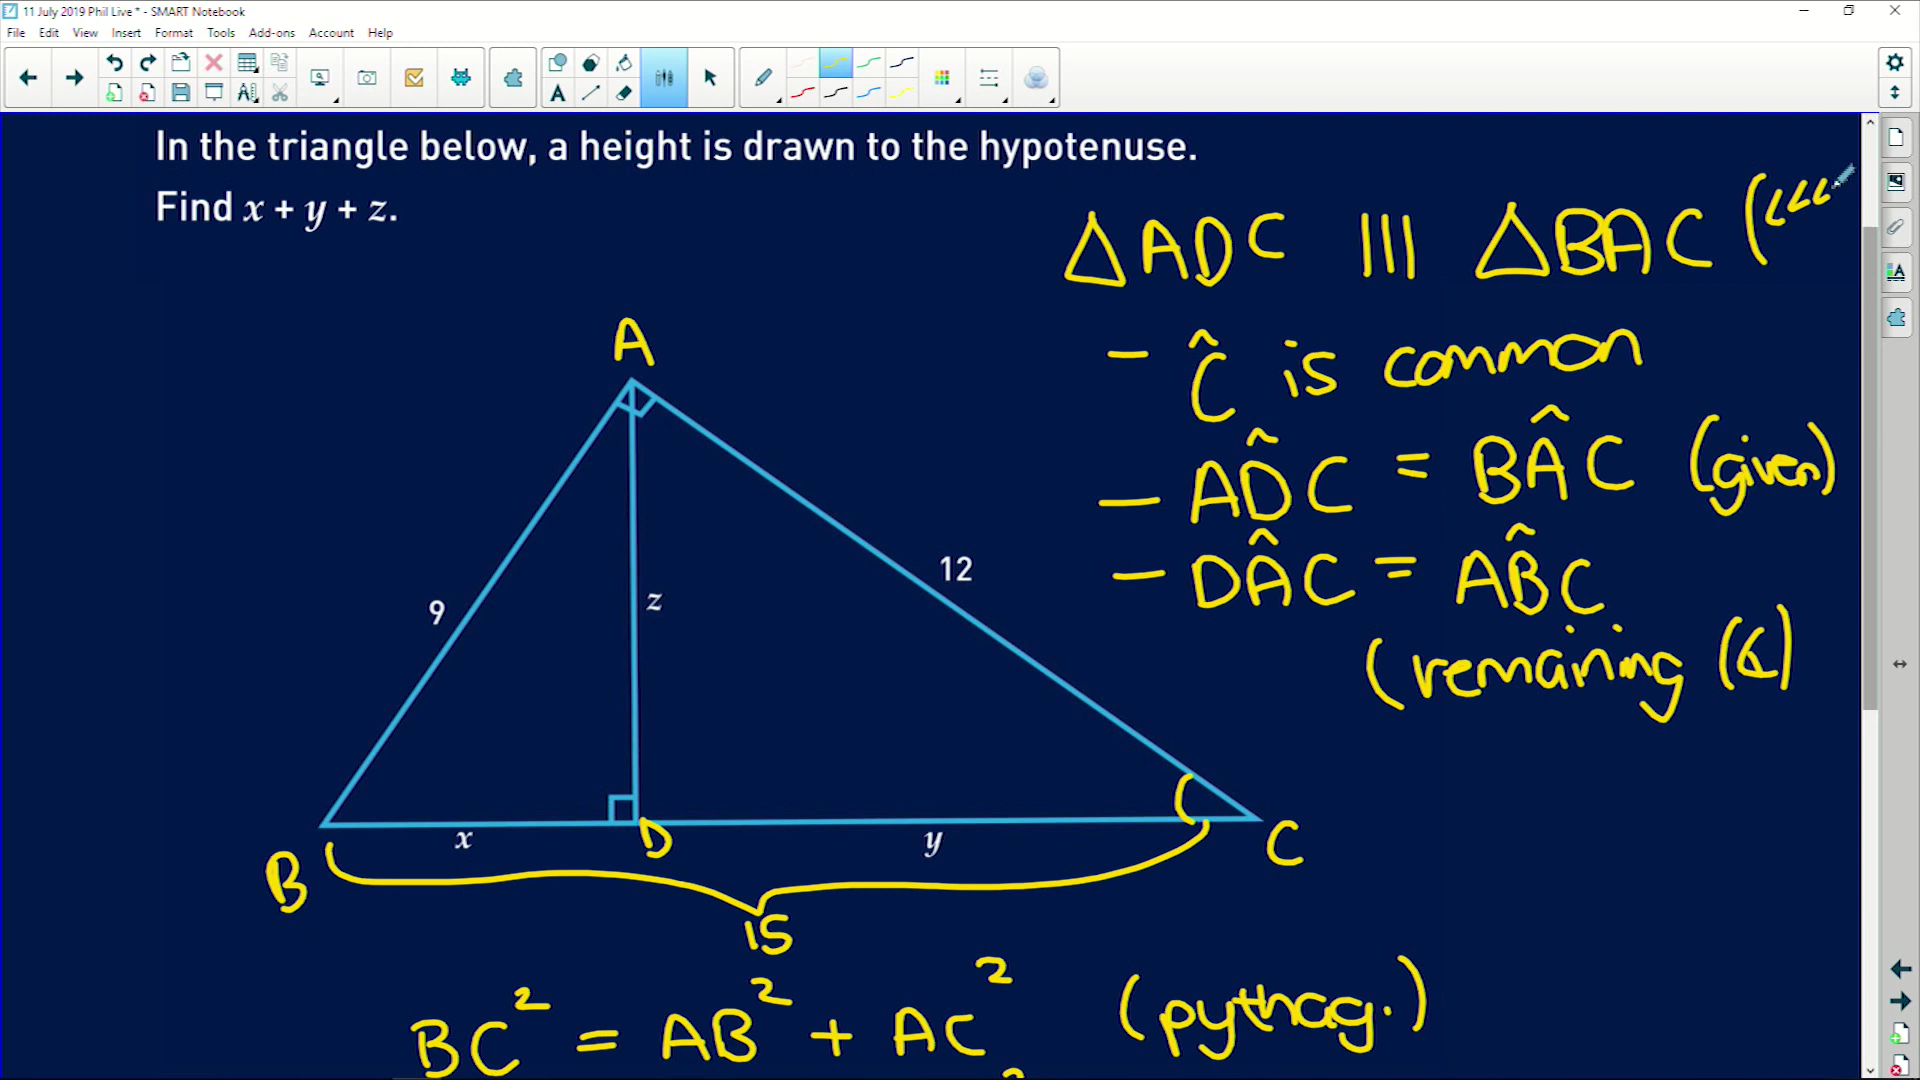 11 July 2019 Phil Live * - SMART Notebook
File Edit View Insert Format Tools Add-ons Account Help
In the triangle below, a height is drawn to the hypotenuse.
Find x + y + z.
△ADC ||| △BAC (∠∠∠
- Ĉ is common
- AD̂C = BÂC (given)
- DÂC = AB̂C
(remaining ∠)
A
9
z
12
x
D
y
B
C
15
BC² = AB² + AC² (pythag.)